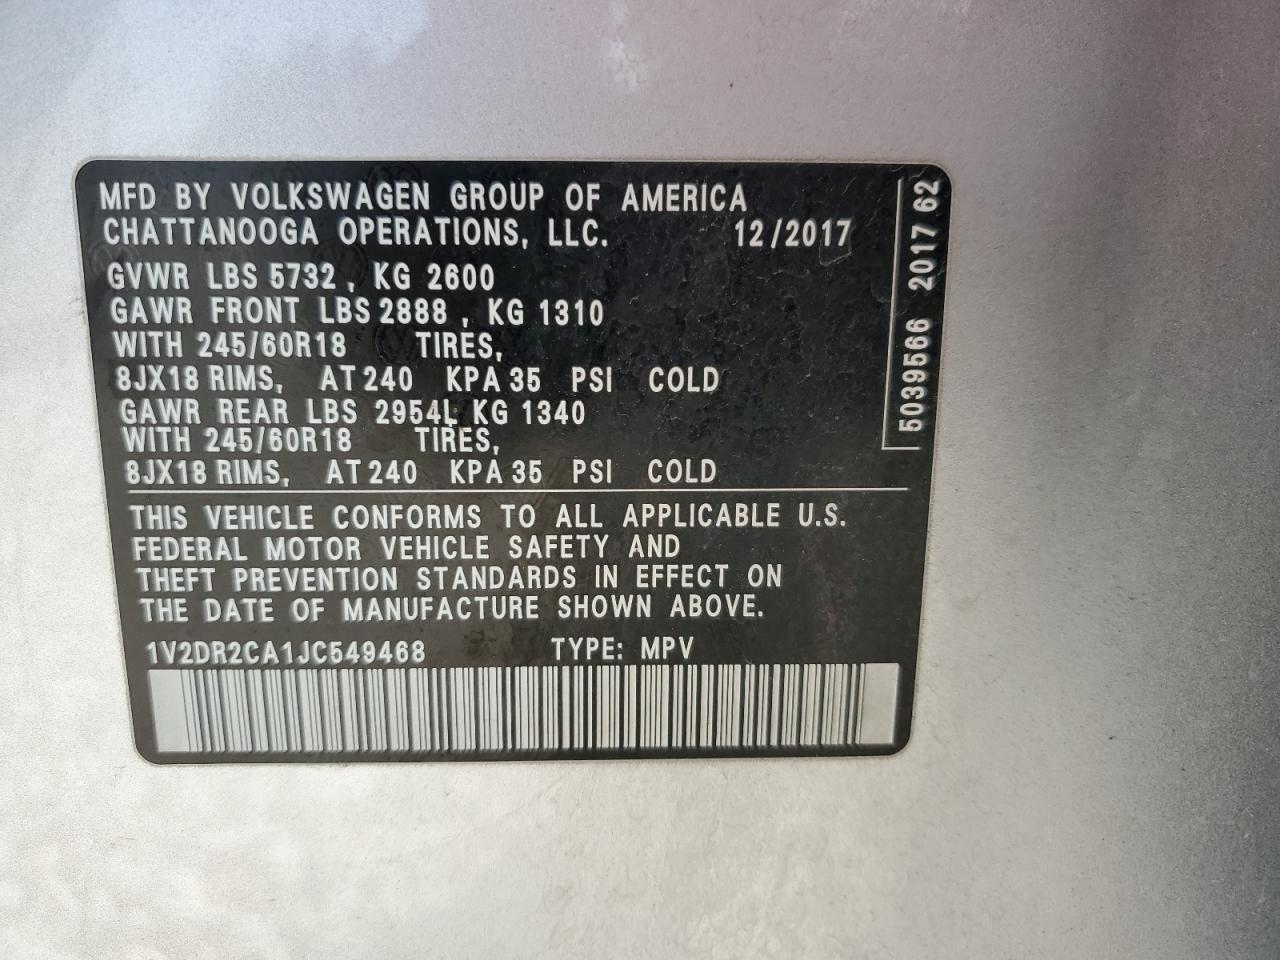 MFD BY VOLKSWAGEN GROUP OF AMERICA
CHATTANOOGA OPERATIONS, LLC. 12/2017
GVWR LBS 5732 , KG 2600
GAWR FRONT LBS 2888 , KG 1310
WITH 245/60R18 TIRES,
8JX18 RIMS, AT 240 KPA 35 PSI COLD
GAWR REAR LBS 2954L KG 1340
WITH 245/60R18 TIRES,
8JX18 RIMS, AT 240 KPA 35 PSI COLD
THIS VEHICLE CONFORMS TO ALL APPLICABLE U.S.
FEDERAL MOTOR VEHICLE SAFETY AND
THEFT PREVENTION STANDARDS IN EFFECT ON
THE DATE OF MANUFACTURE SHOWN ABOVE.
1V2DR2CA1JC549468 TYPE: MPV
5039566 2017 62